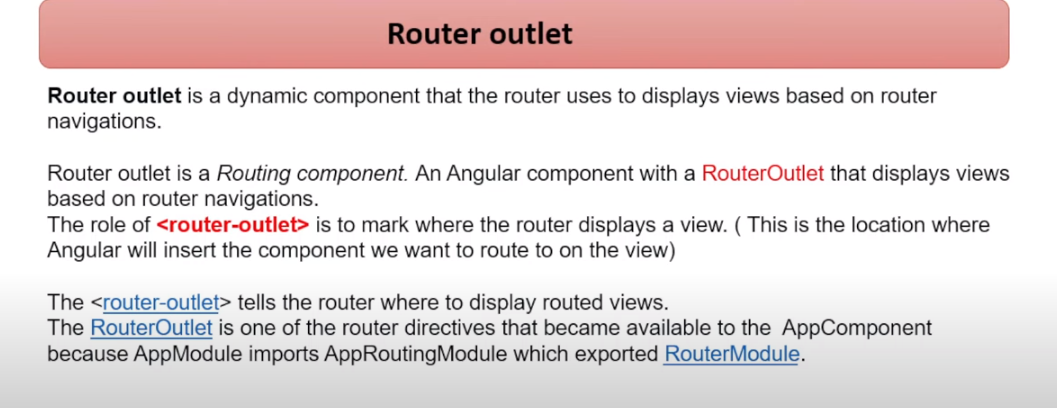 Router outlet
Router outlet is a dynamic component that the router uses to displays views based on router
navigations.
Router outlet is a Routing component. An Angular component with a RouterOutlet that displays views
based on router navigations.
The role of <router-outlet> is to mark where the router displays a view. ( This is the location where
Angular will insert the component we want to route to on the view)
The <router-outlet> tells the router where to display routed views.
The RouterOutlet is one of the router directives that became available to the  AppComponent
because AppModule imports AppRoutingModule which exported RouterModule.